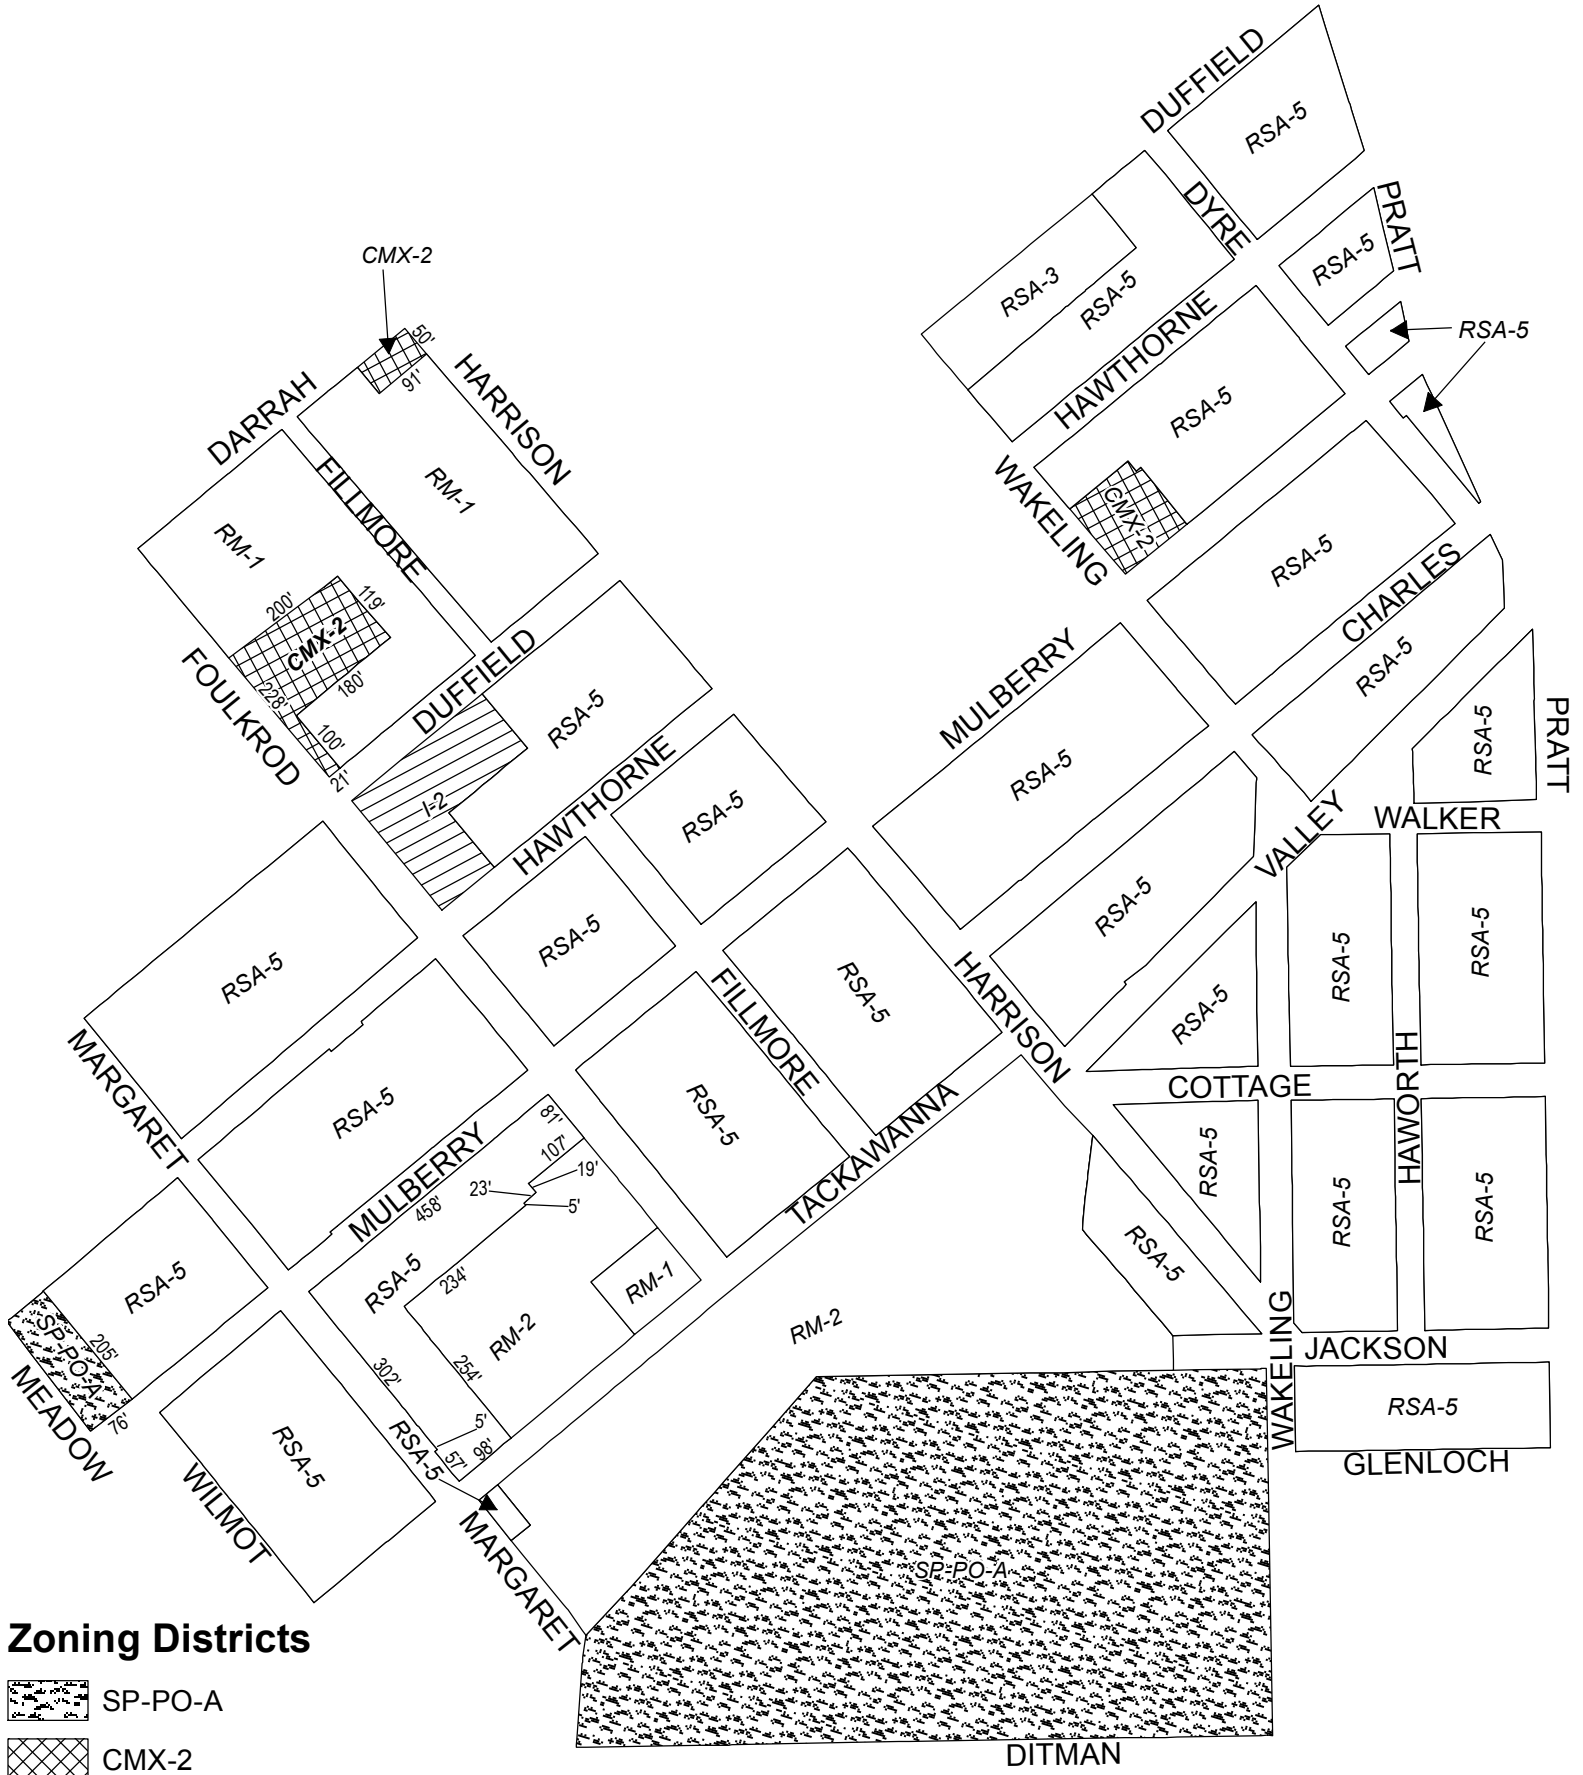 DUFFIELD
RSA-5
DYRE
PRATT
RSA-5
RSA-3
RSA-5
HAWTHORNE
RSA-5
RSA-5
CMX-2
50'
91'
DARRAH
HARRISON
FILLMORE
RM-1
RM-1
WAKELING
CMX-2
RSA-5
CHARLES
RSA-5
200'
119'
CMX-2
180'
228'
100'
21'
FOULKROD
DUFFIELD
MULBERRY
RSA-5
RSA-5
PRATT
RSA-5
I-2
HAWTHORNE
RSA-5
RSA-5
VALLEY
WALKER
RSA-5
RSA-5
RSA-5
RSA-5
RSA-5
FILLMORE
RSA-5
HARRISON
RSA-5
MARGARET
HAWORTH
COTTAGE
RSA-5
RSA-5
TACKAWANNA
MULBERRY
81'
107'
19'
23'
5'
458'
RSA-5
RSA-5
RSA-5
RSA-5
RSA-5
234'
RM-1
RSA-5
SP-PO-A
205'
76'
MEADOW
RM-2
RM-2
302'
254'
WAKELING
JACKSON
RSA-5
GLENLOCH
5'
57'
98'
RSA-5
RSA-5
WILMOT
MARGARET
SP-PO-A
DITMAN
Zoning Districts
SP-PO-A
CMX-2